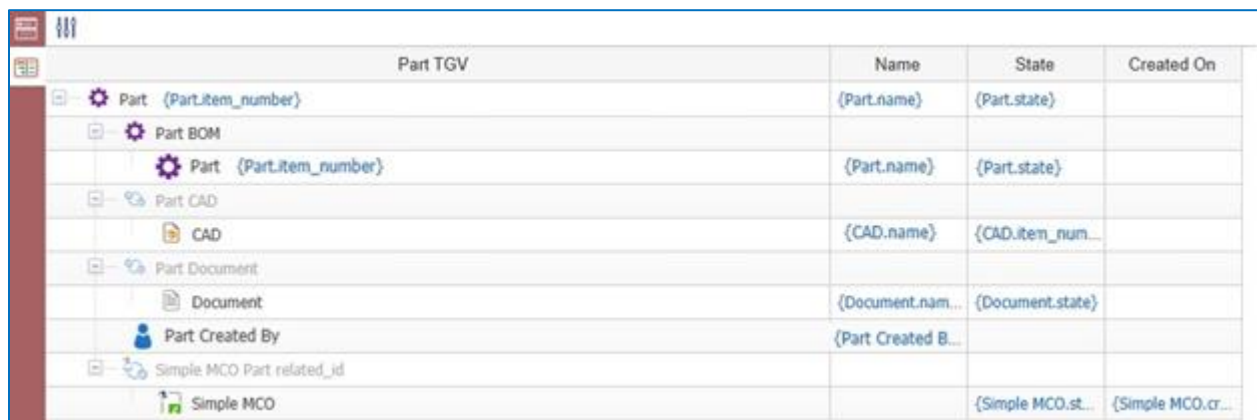 Part TGV Name State Created On
Part {Part.item_number} {Part.name} {Part.state}
Part BOM
Part {Part.item_number} {Part.name} {Part.state}
Part CAD
CAD {CAD.name} {CAD.item_num...
Part Document
Document {Document.nam... {Document.state}
Part Created By {Part Created B...
Simple MCO Part related_id
Simple MCO {Simple MCO.st... {Simple MCO.cr...